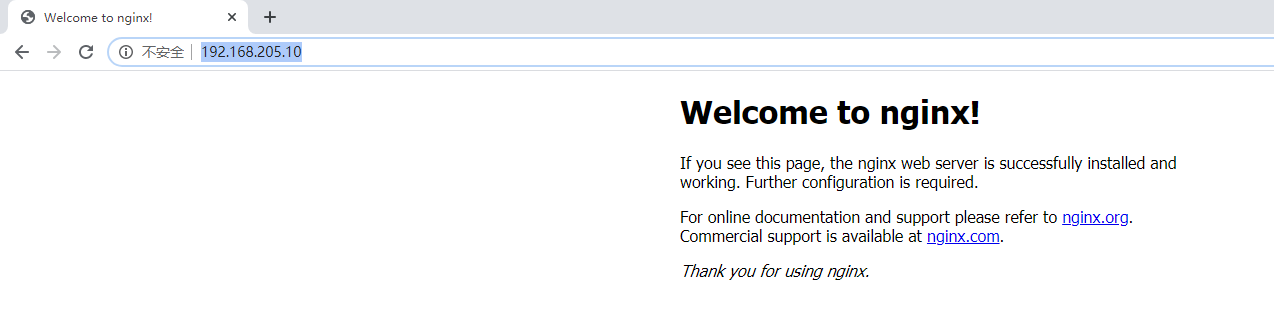 Welcome to nginx!
不安全 192.168.205.10
Welcome to nginx!
If you see this page, the nginx web server is successfully installed and
working. Further configuration is required.
For online documentation and support please refer to nginx.org.
Commercial support is available at nginx.com.
Thank you for using nginx.